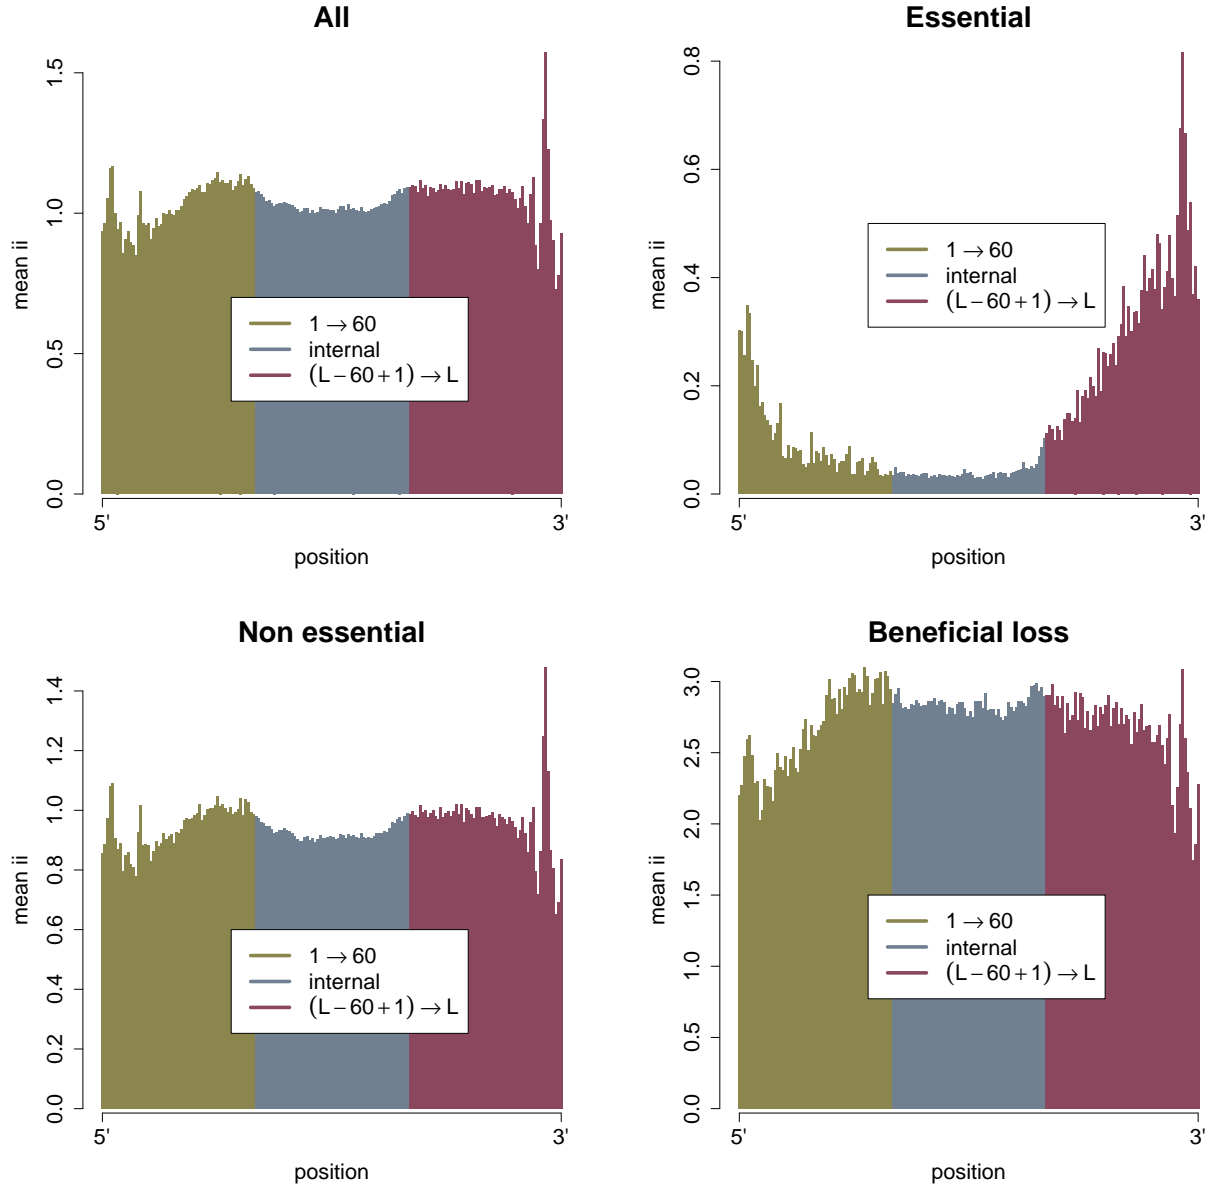 All
mean ii
0.0
0.5
1.0
1.5
1 → 60
internal
(L−60+1) → L
5'
3'
position
Essential
mean ii
0.0
0.2
0.4
0.6
0.8
1 → 60
internal
(L−60+1) → L
5'
3'
position
Non essential
mean ii
0.0
0.2
0.4
0.6
0.8
1.0
1.2
1.4
1 → 60
internal
(L−60+1) → L
5'
3'
position
Beneficial loss
mean ii
0.0
0.5
1.0
1.5
2.0
2.5
3.0
1 → 60
internal
(L−60+1) → L
5'
3'
position